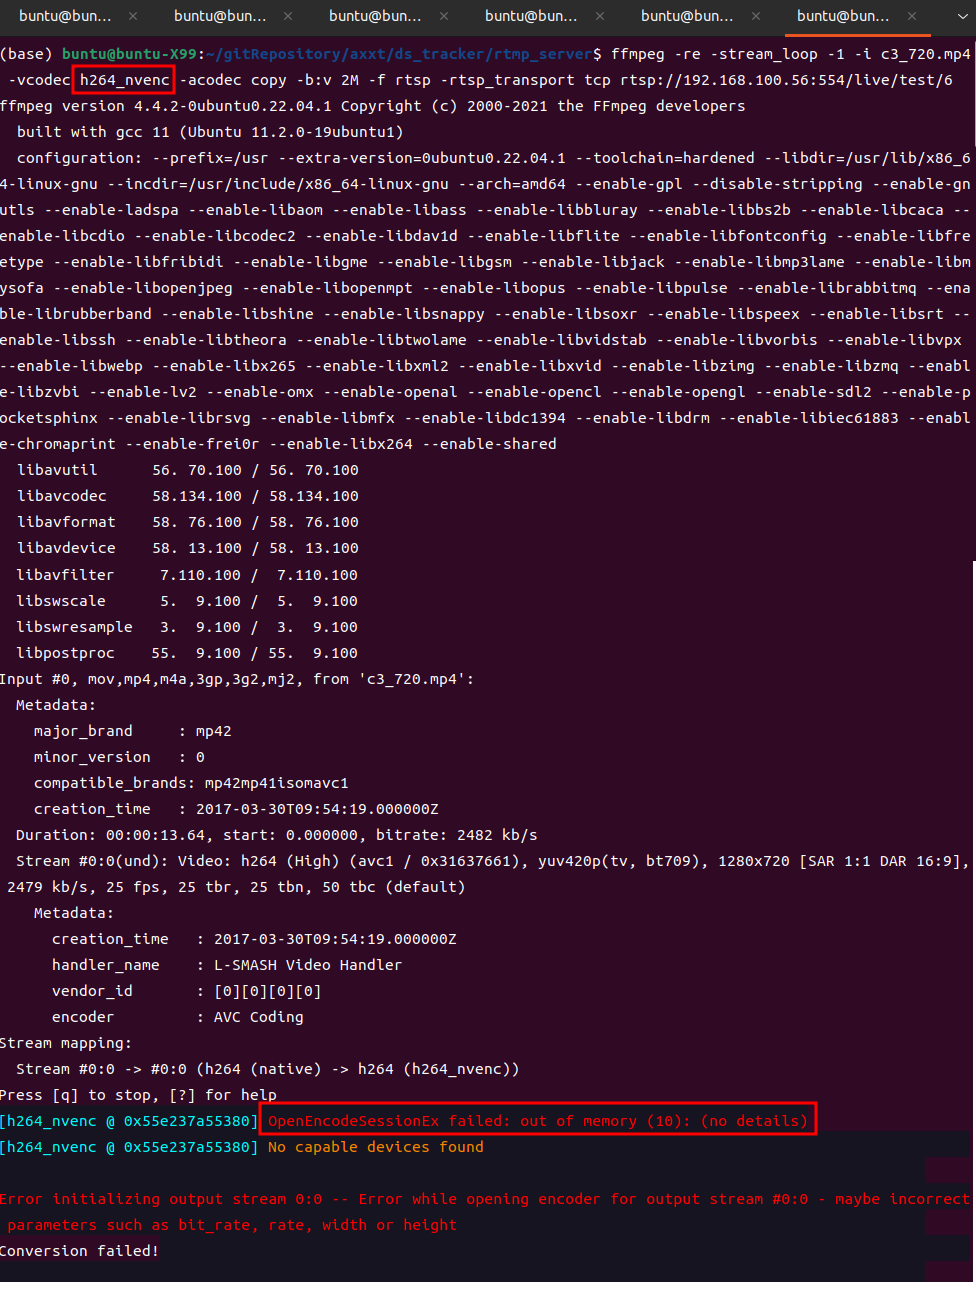 buntu@bun... × buntu@bun... × buntu@bun... × buntu@bun... × buntu@bun... × buntu@bun... ×
(base) buntu@buntu-X99:~/gitRepository/axxt/ds_tracker/rtmp_server$ ffmpeg -re -stream_loop -1 -i c3_720.mp4
-vcodec h264_nvenc -acodec copy -b:v 2M -f rtsp -rtsp_transport tcp rtsp://192.168.100.56:554/live/test/6
ffmpeg version 4.4.2-0ubuntu0.22.04.1 Copyright (c) 2000-2021 the FFmpeg developers
built with gcc 11 (Ubuntu 11.2.0-19ubuntu1)
configuration: --prefix=/usr --extra-version=0ubuntu0.22.04.1 --toolchain=hardened --libdir=/usr/lib/x86_6
4-linux-gnu --incdir=/usr/include/x86_64-linux-gnu --arch=amd64 --enable-gpl --disable-stripping --enable-gn
utls --enable-ladspa --enable-libaom --enable-libass --enable-libbluray --enable-libbs2b --enable-libcaca --
enable-libcdio --enable-libcodec2 --enable-libdav1d --enable-libflite --enable-libfontconfig --enable-libfre
etype --enable-libfribidi --enable-libgme --enable-libgsm --enable-libjack --enable-libmp3lame --enable-libm
ysofa --enable-libopenjpeg --enable-libopenmpt --enable-libopus --enable-libpulse --enable-librabbitmq --ena
ble-librubberband --enable-libshine --enable-libsnappy --enable-libsoxr --enable-libspeex --enable-libsrt --
enable-libssh --enable-libtheora --enable-libtwolame --enable-libvidstab --enable-libvorbis --enable-libvpx
--enable-libwebp --enable-libx265 --enable-libxml2 --enable-libxvid --enable-libzimg --enable-libzmq --enabl
e-libzvbi --enable-lv2 --enable-omx --enable-openal --enable-opencl --enable-opengl --enable-sdl2 --enable-p
ocketsphinx --enable-librsvg --enable-libmfx --enable-libdc1394 --enable-libdrm --enable-libiec61883 --enabl
e-chromaprint --enable-frei0r --enable-libx264 --enable-shared
libavutil 56. 70.100 / 56. 70.100
libavcodec 58.134.100 / 58.134.100
libavformat 58. 76.100 / 58. 76.100
libavdevice 58. 13.100 / 58. 13.100
libavfilter 7.110.100 / 7.110.100
libswscale 5. 9.100 / 5. 9.100
libswresample 3. 9.100 / 3. 9.100
libpostproc 55. 9.100 / 55. 9.100
Input #0, mov,mp4,m4a,3gp,3g2,mj2, from 'c3_720.mp4':
Metadata:
major_brand : mp42
minor_version : 0
compatible_brands: mp42mp41isomavc1
creation_time : 2017-03-30T09:54:19.000000Z
Duration: 00:00:13.64, start: 0.000000, bitrate: 2482 kb/s
Stream #0:0(und): Video: h264 (High) (avc1 / 0x31637661), yuv420p(tv, bt709), 1280x720 [SAR 1:1 DAR 16:9],
2479 kb/s, 25 fps, 25 tbr, 25 tbn, 50 tbc (default)
Metadata:
creation_time : 2017-03-30T09:54:19.000000Z
handler_name : L-SMASH Video Handler
vendor_id : [0][0][0][0]
encoder : AVC Coding
Stream mapping:
Stream #0:0 -> #0:0 (h264 (native) -> h264 (h264_nvenc))
Press [q] to stop, [?] for help
[h264_nvenc @ 0x55e237a55380] OpenEncodeSessionEx failed: out of memory (10): (no details)
[h264_nvenc @ 0x55e237a55380] No capable devices found
Error initializing output stream 0:0 -- Error while opening encoder for output stream #0:0 - maybe incorrect
parameters such as bit_rate, rate, width or height
Conversion failed!